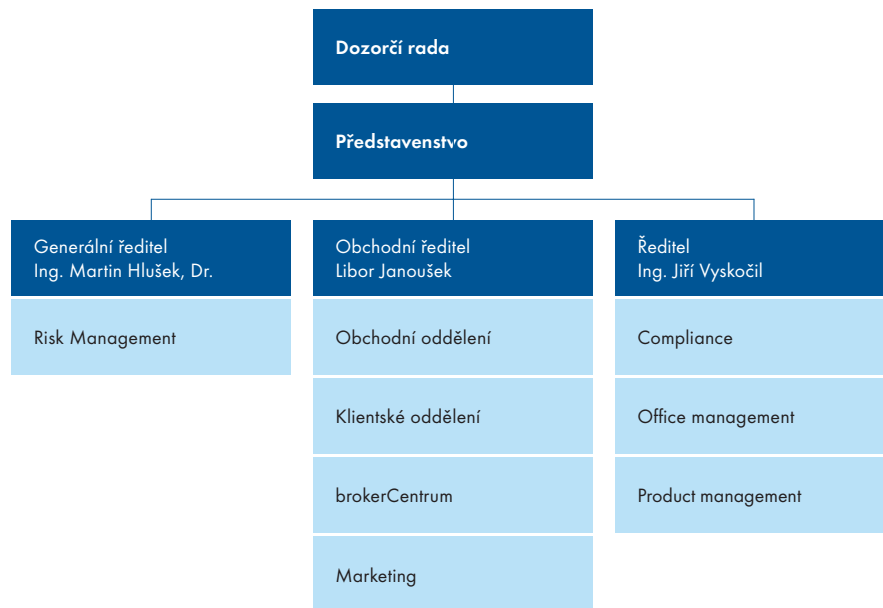 Dozorčí rada
Představenstvo
Generální ředitel
Ing. Martin Hlušek, Dr.
Risk Management
Obchodní ředitel
Libor Janoušek
Obchodní oddělení
Klientské oddělení
brokerCentrum
Marketing
Ředitel
Ing. Jiří Vyskočil
Compliance
Office management
Product management